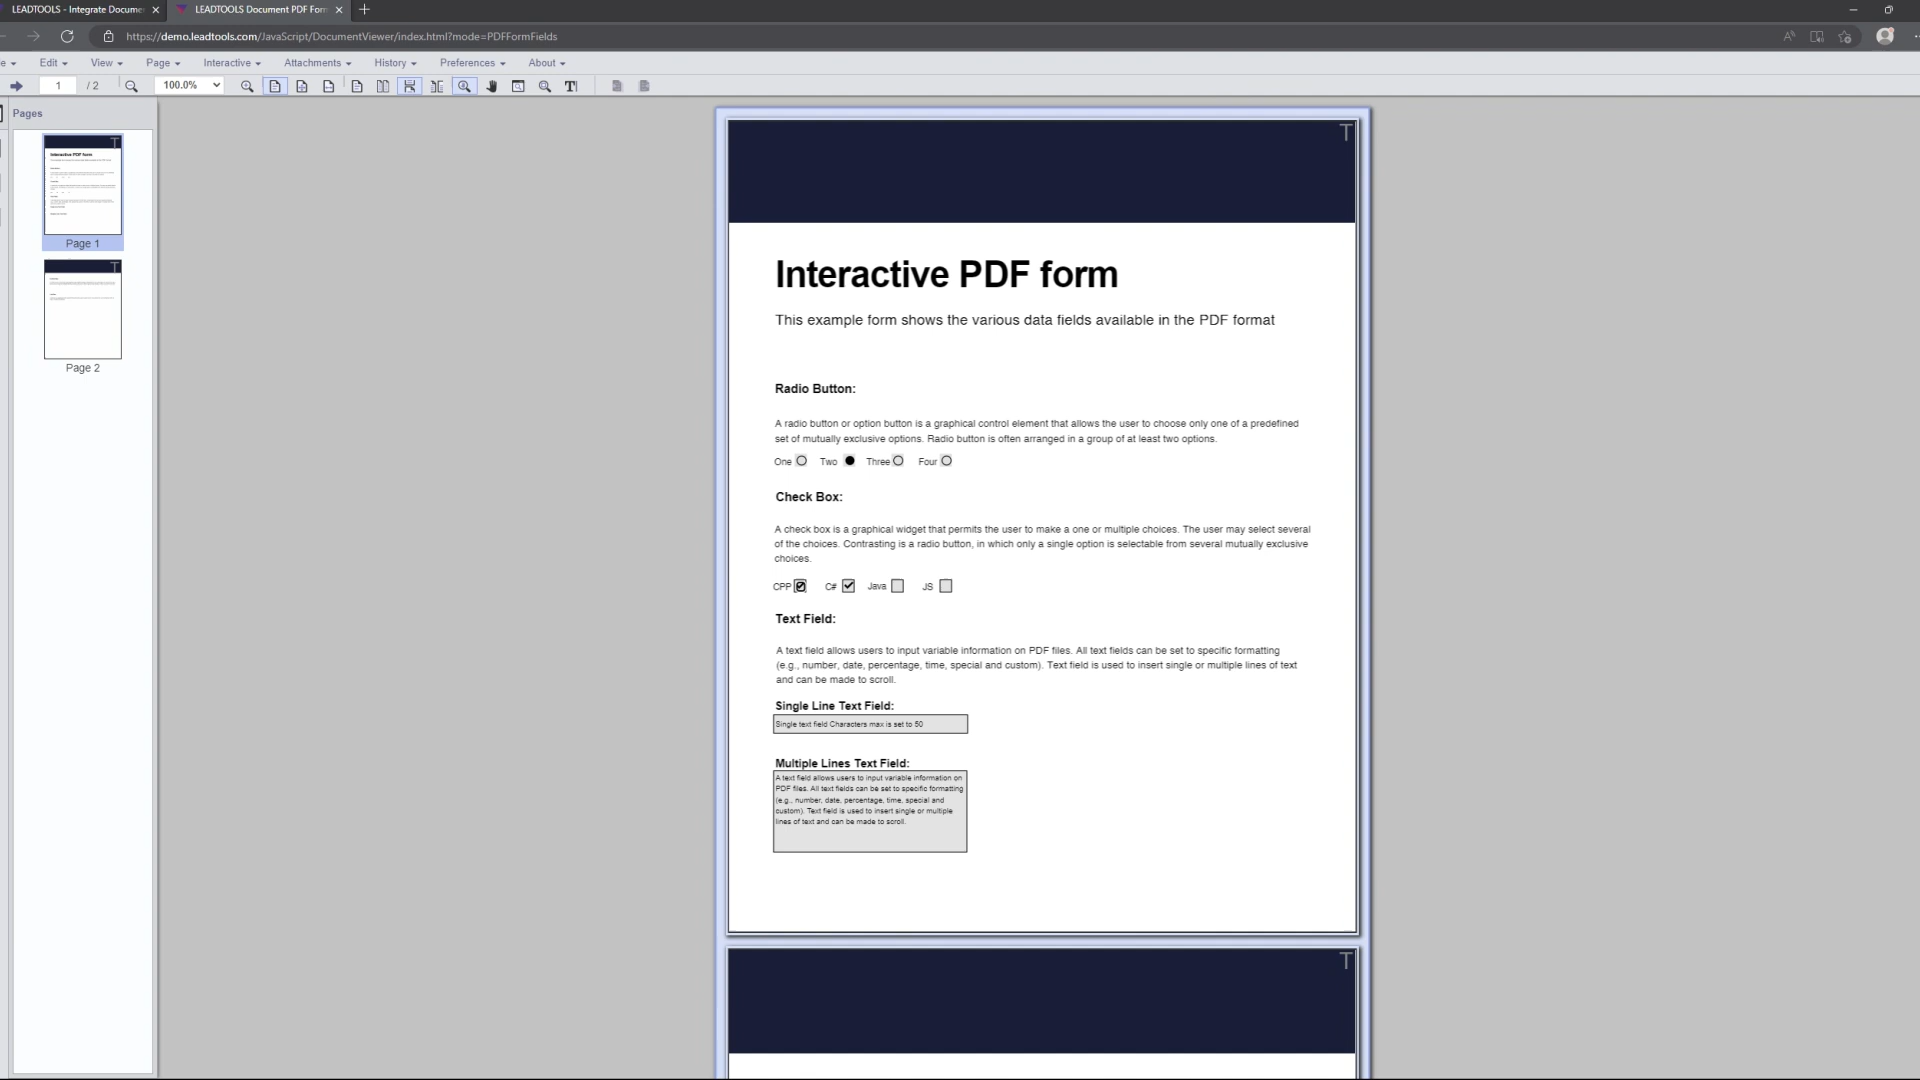 LEADTOOLS - Integrate Docume
LEADTOOLS Document PDF Form
https://demo.leadtools.com/JavaScript/DocumentViewer/index.html?mode=PDFFormFields
Edit View Page Interactive Attachments History Preferences About
1 / 2 100.0%
Pages
Interactive PDF form
Page 1
Page 2
T
Interactive PDF form
This example form shows the various data fields available in the PDF format
Radio Button:
A radio button or option button is a graphical control element that allows the user to choose only one of a predefined
set of mutually exclusive options. Radio button is often arranged in a group of at least two options.
One Two Three Four
Check Box:
A check box is a graphical widget that permits the user to make a one or multiple choices. The user may select several
of the choices. Contrasting is a radio button, in which only a single option is selectable from several mutually exclusive
choices.
CPP C# Java JS
Text Field:
A text field allows users to input variable information on PDF files. All text fields can be set to specific formatting
(e.g., number, date, percentage, time, special and custom). Text field is used to insert single or multiple lines of text
and can be made to scroll.
Single Line Text Field:
Single text field Characters max is set to 50
Multiple Lines Text Field:
A text field allows users to input variable information on
PDF files. All text fields can be set to specific formatting
(e.g., number, date, percentage, time, special and
custom). Text field is used to insert single or multiple
lines of text and can be made to scroll.
T